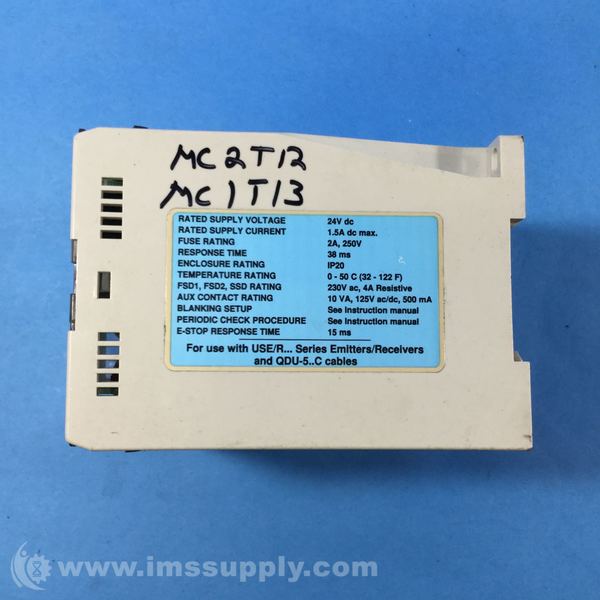 MC2T12
MC1T13
RATED SUPPLY VOLTAGE 24V dc
RATED SUPPLY CURRENT 1.5A dc max.
FUSE RATING 2A, 250V
RESPONSE TIME 38 ms
ENCLOSURE RATING IP20
TEMPERATURE RATING 0 - 50 C (32 - 122 F)
FSD1, FSD2, SSD RATING 230V ac, 4A Resistive
AUX CONTACT RATING 10 VA, 125V ac/dc, 500 mA
BLANKING SETUP See Instruction manual
PERIODIC CHECK PROCEDURE See Instruction manual
E-STOP RESPONSE TIME 15 ms
For use with USE/R... Series Emitters/Receivers
and QDU-5..C cables
www.imssupply.com